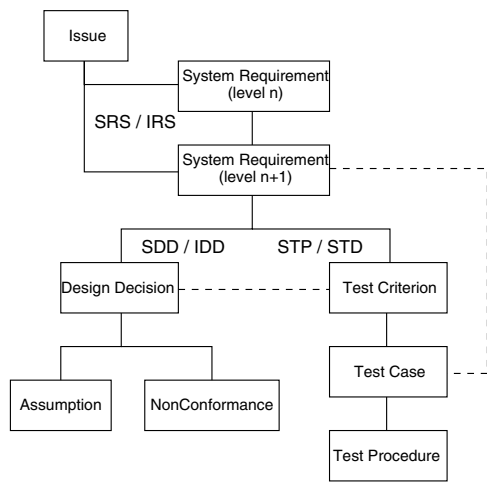 Issue
System Requirement
(level n)
SRS / IRS
System Requirement
(level n+1)
SDD / IDD
STP / STD
Design Decision
Test Criterion
Test Case
Assumption
NonConformance
Test Procedure